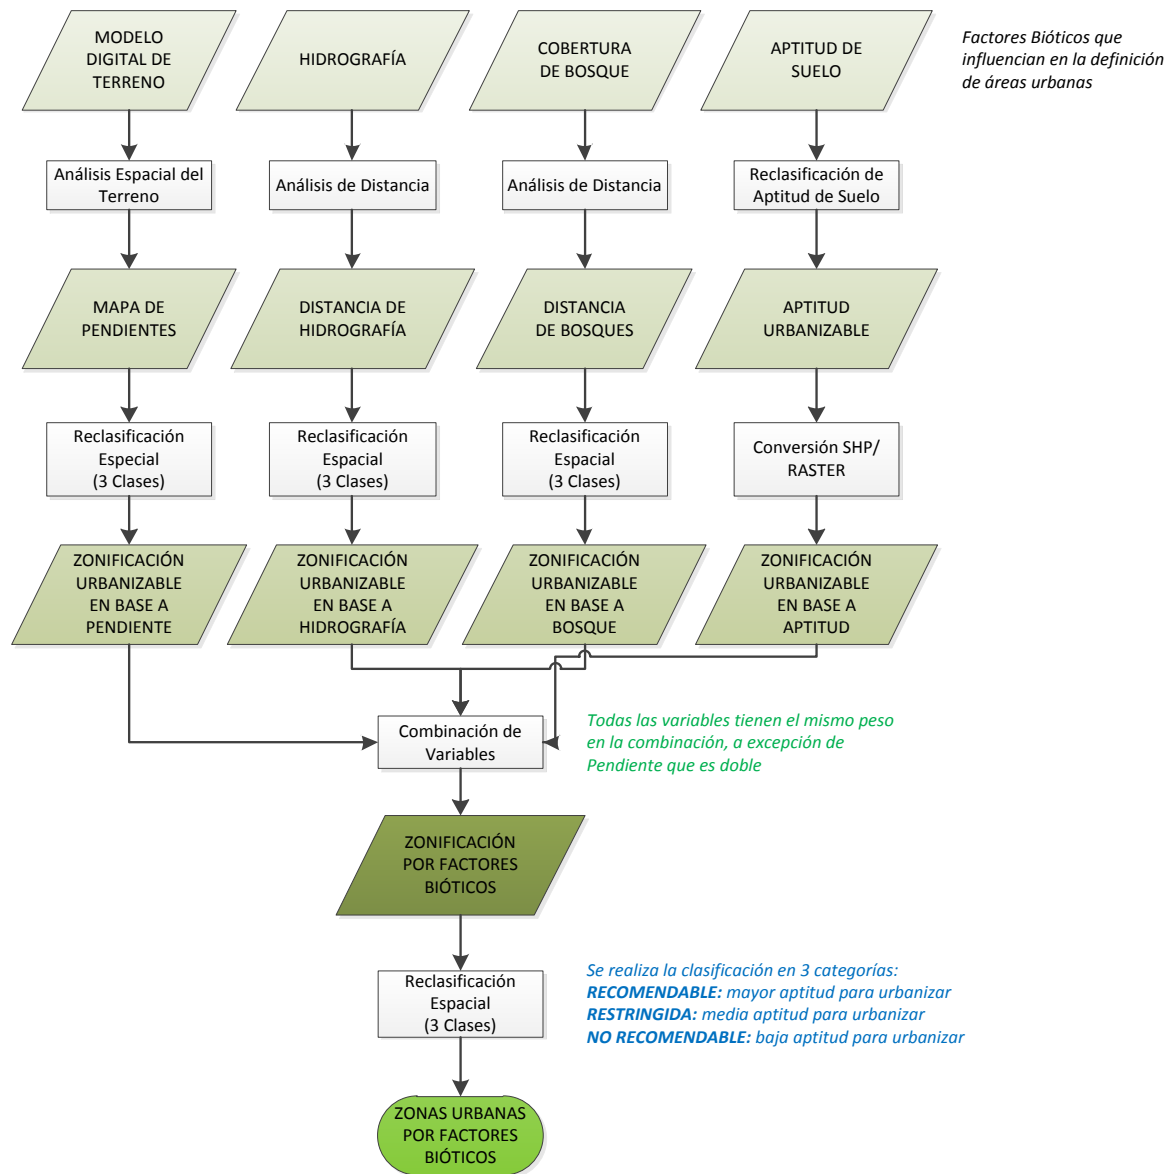 MODELO
DIGITAL DE
TERRENO
HIDROGRAFÍA
COBERTURA
DE BOSQUE
APTITUD DE
SUELO
Factores Bióticos que
influencian en la definición
de áreas urbanas
Análisis Espacial del
Terreno
Análisis de Distancia
Análisis de Distancia
Reclasificación de
Aptitud de Suelo
MAPA DE
PENDIENTES
DISTANCIA DE
HIDROGRAFÍA
DISTANCIA
DE BOSQUES
APTITUD
URBANIZABLE
Reclasificación
Especial
(3 Clases)
Reclasificación
Espacial
(3 Clases)
Reclasificación
Espacial
(3 Clases)
Conversión SHP/
RASTER
ZONIFICACIÓN
URBANIZABLE
EN BASE A
PENDIENTE
ZONIFICACIÓN
URBANIZABLE
EN BASE A
HIDROGRAFÍA
ZONIFICACIÓN
URBANIZABLE
EN BASE A
BOSQUE
ZONIFICACIÓN
URBANIZABLE
EN BASE A
APTITUD
Combinación de
Variables
Todas las variables tienen el mismo peso
en la combinación, a excepción de
Pendiente que es doble
ZONIFICACIÓN
POR FACTORES
BIÓTICOS
Reclasificación
Espacial
(3 Clases)
Se realiza la clasificación en 3 categorías:
RECOMENDABLE: mayor aptitud para urbanizar
RESTRINGIDA: media aptitud para urbanizar
NO RECOMENDABLE: baja aptitud para urbanizar
ZONAS URBANAS
POR FACTORES
BIÓTICOS